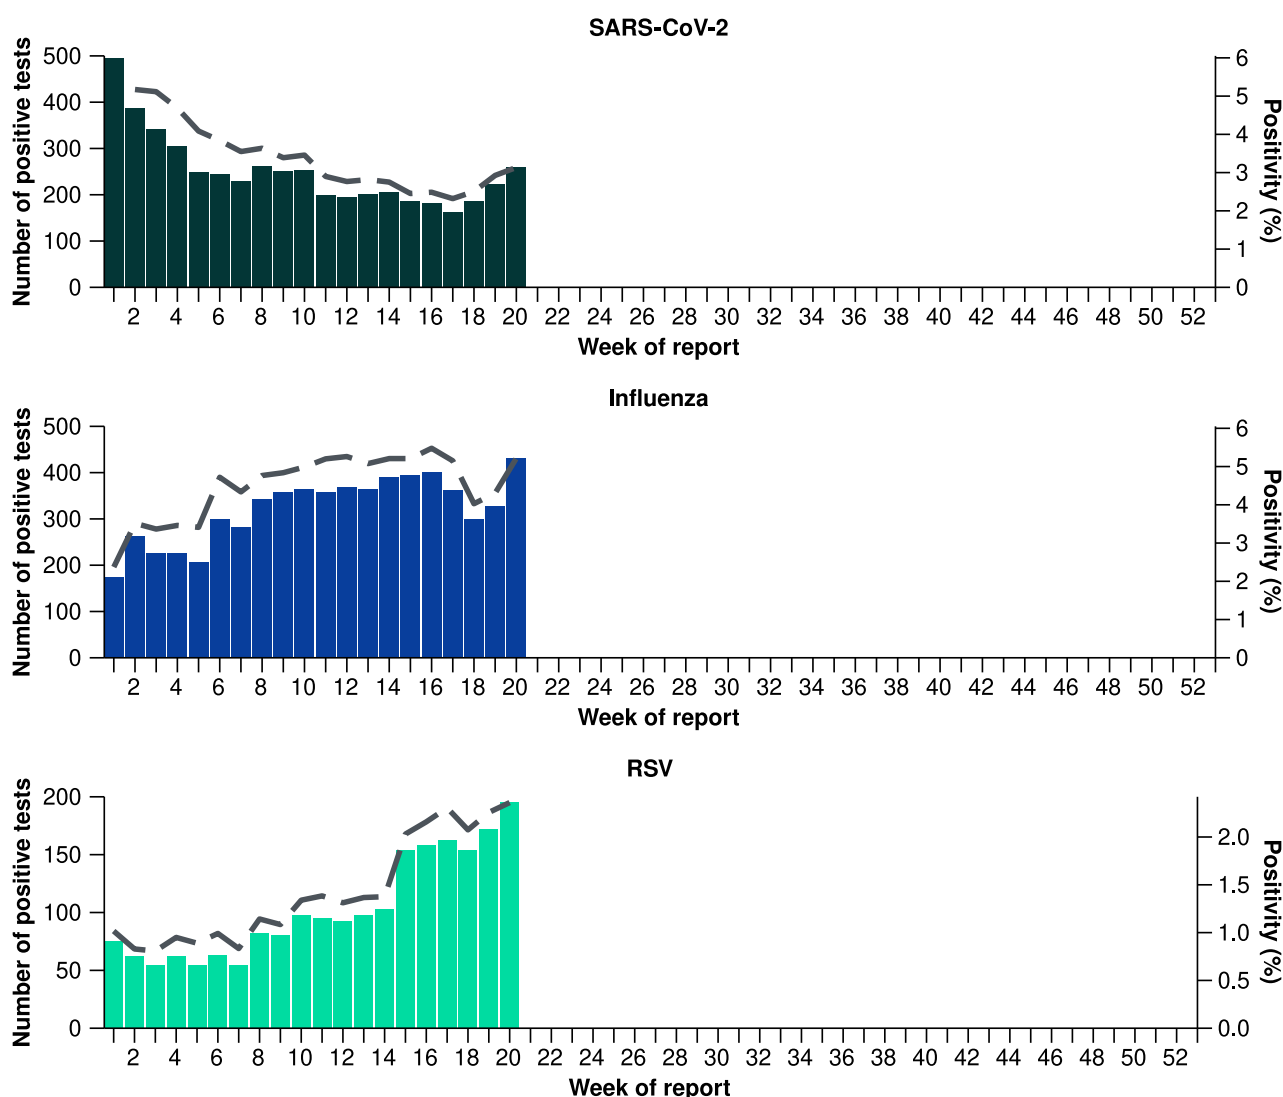 SARS-CoV-2
Number of positive tests
500
400
300
200
100
0
6
5
4
3
2
1
0
Positivity (%)
2 4 6 8 10 12 14 16 18 20 22 24 26 28 30 32 34 36 38 40 42 44 46 48 50 52
Week of report
Influenza
Number of positive tests
500
400
300
200
100
0
6
5
4
3
2
1
0
Positivity (%)
2 4 6 8 10 12 14 16 18 20 22 24 26 28 30 32 34 36 38 40 42 44 46 48 50 52
Week of report
RSV
Number of positive tests
200
150
100
50
0
2.0
1.5
1.0
0.5
0.0
Positivity (%)
2 4 6 8 10 12 14 16 18 20 22 24 26 28 30 32 34 36 38 40 42 44 46 48 50 52
Week of report